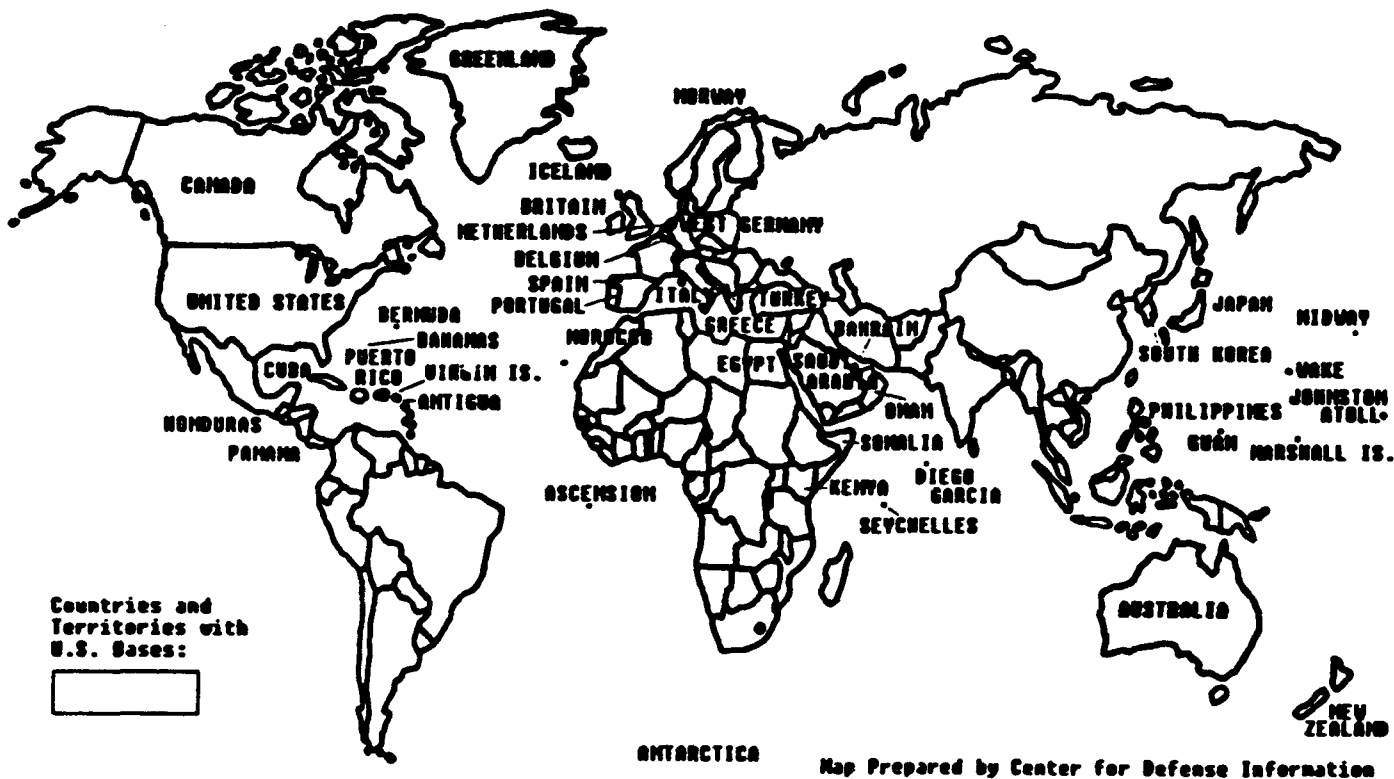 GREENLAND
NORWAY
ICELAND
CANADA
BRITAIN
NETHERLANDS
WEST GERMANY
BELGIUM
SPAIN
PORTUGAL
ITALY
TURKEY
UNITED STATES
BERMUDA
BAHAMAS
MOROCCO
GREECE
BAHRAIN
JAPAN
MIDWAY
SOUTH KOREA
CUBA
PUERTO
RICO
VIRGIN IS.
EGYPT
SAUDI
ARABIA
WAKE
ANTIGUA
OMAN
PHILIPPINES
JOHNSTON
ATOLL
HONDURAS
PANAMA
SOMALIA
GUAM
MARSHALL IS.
ASCENSION
KENYA
DIEGO
GARCIA
SEYCHELLES
AUSTRALIA
Countries and
Territories with
U.S. Bases:
NEW
ZEALAND
ANTARCTICA
Map Prepared by Center for Defense Information